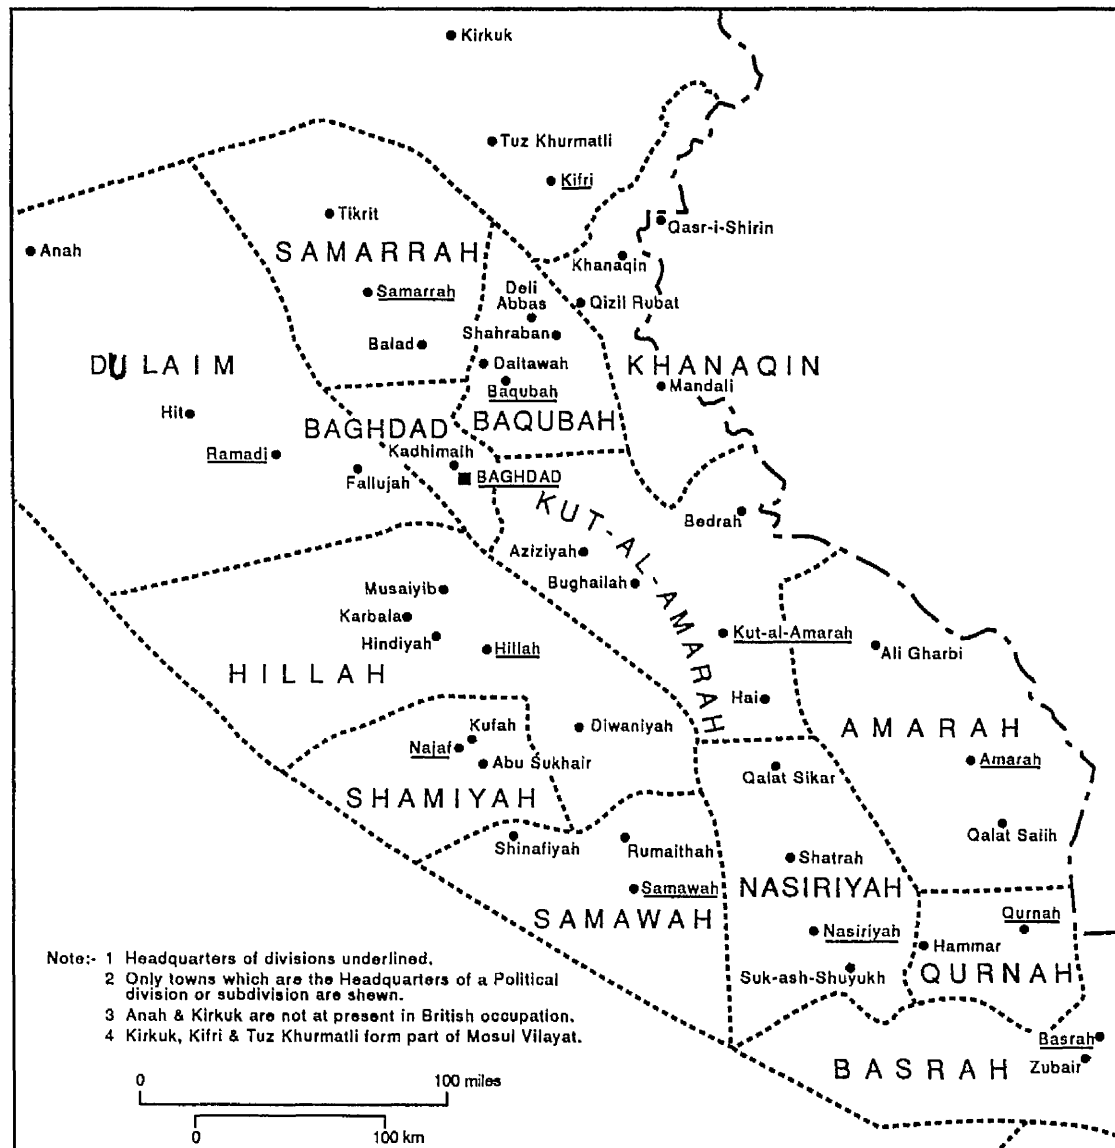 Kirkuk
Tuz Khurmatli
Kifri
Tikrit
Qasr-i-Shirin
Anah
SAMARRAH
Khanaqin
Samarrah
Deli
Abbas
Qizil Rubat
Shahraban
Balad
DULAIM
Daltawah
KHANAQIN
Baqubah
Mandali
Hit
BAGHDAD
BAQUBAH
Ramadi
Kadhimaih
Fallujah
BAGHDAD
KUT-AL-AMARAH
Bedrah
Aziziyah
Bughailah
Musaiyib
Karbala
Hindiyah
Hillah
Kut-al-Amarah
Ali Gharbi
HILLAH
Hai
Kufah
Diwaniyah
AMARAH
Najaf
Abu Sukhair
Qalat Sikar
Amarah
SHAMIYAH
Shinafiyah
Rumaithah
Qalat Salih
Shatrah
Samawah
NASIRIYAH
SAMAWAH
Qurnah
Nasiriyah
Hammar
Suk-ash-Shuyukh
QURNAH
Note:- 1 Headquarters of divisions underlined.
2 Only towns which are the Headquarters of a Political
division or subdivision are shewn.
3 Anah & Kirkuk are not at present in British occupation.
4 Kirkuk, Kifri & Tuz Khurmatli form part of Mosul Vilayat.
Basrah
Zubair
BASRAH
0 100 miles
0 100 km